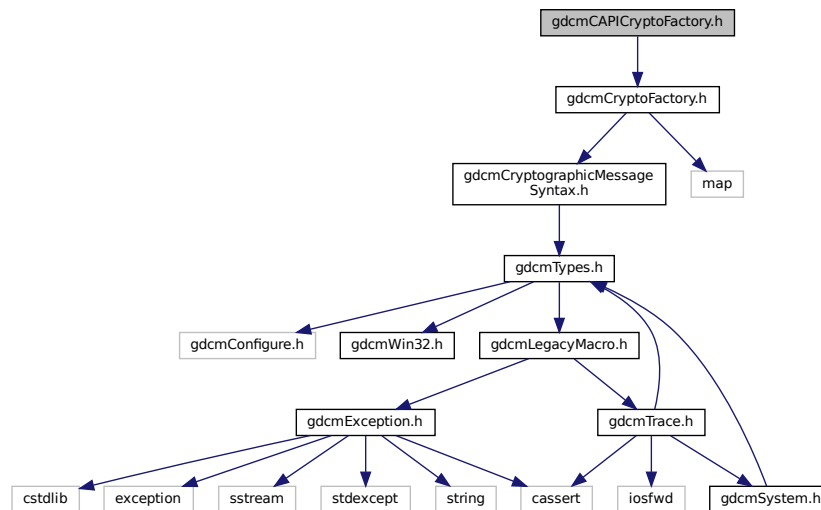 gdcmCAPICryptoFactory.h
gdcmCryptoFactory.h
gdcmCryptographicMessage
Syntax.h
map
gdcmTypes.h
gdcmConfigure.h
gdcmWin32.h
gdcmLegacyMacro.h
gdcmException.h
gdcmTrace.h
cstdlib
exception
sstream
stdexcept
string
cassert
iosfwd
gdcmSystem.h